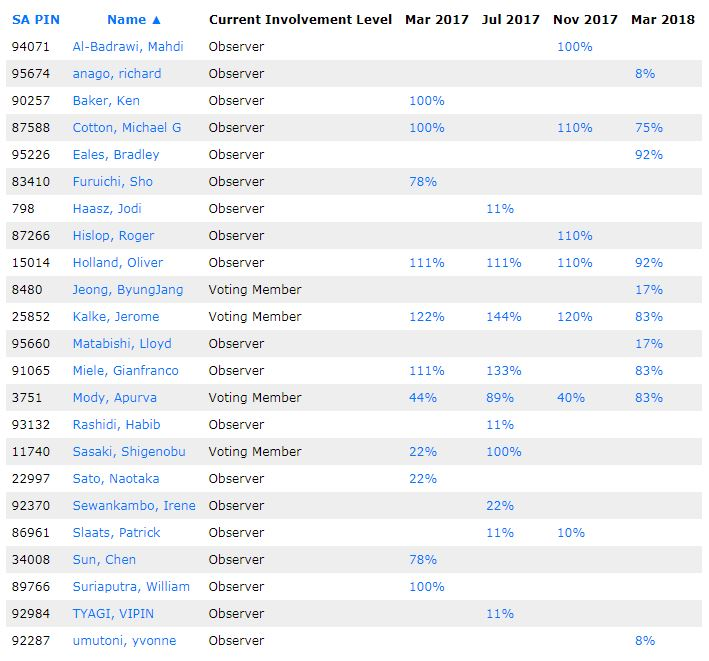 SA PIN Name ▲ Current Involvement Level Mar 2017 Jul 2017 Nov 2017 Mar 2018
94071 Al-Badrawi, Mahdi Observer 100%
95674 anago, richard Observer 8%
90257 Baker, Ken Observer 100%
87588 Cotton, Michael G Observer 100% 110% 75%
95226 Eales, Bradley Observer 92%
83410 Furuichi, Sho Observer 78%
798 Haasz, Jodi Observer 11%
87266 Hislop, Roger Observer 110%
15014 Holland, Oliver Observer 111% 111% 110% 92%
8480 Jeong, ByungJang Voting Member 17%
25852 Kalke, Jerome Voting Member 122% 144% 120% 83%
95660 Matabishi, Lloyd Observer 17%
91065 Miele, Gianfranco Observer 111% 133% 83%
3751 Mody, Apurva Voting Member 44% 89% 40% 83%
93132 Rashidi, Habib Observer 11%
11740 Sasaki, Shigenobu Voting Member 22% 100%
22997 Sato, Naotaka Observer 22%
92370 Sewankambo, Irene Observer 22%
86961 Slaats, Patrick Observer 11% 10%
34008 Sun, Chen Observer 78%
89766 Suriaputra, William Observer 100%
92984 TYAGI, VIPIN Observer 11%
92287 umutoni, yvonne Observer 8%